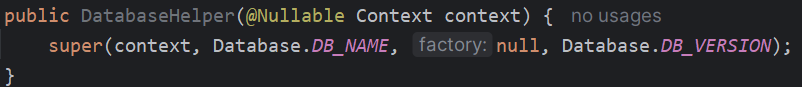 public DatabaseHelper(@Nullable Context context) { no usages
super(context, Database.DB_NAME, factory: null, Database.DB_VERSION);
}